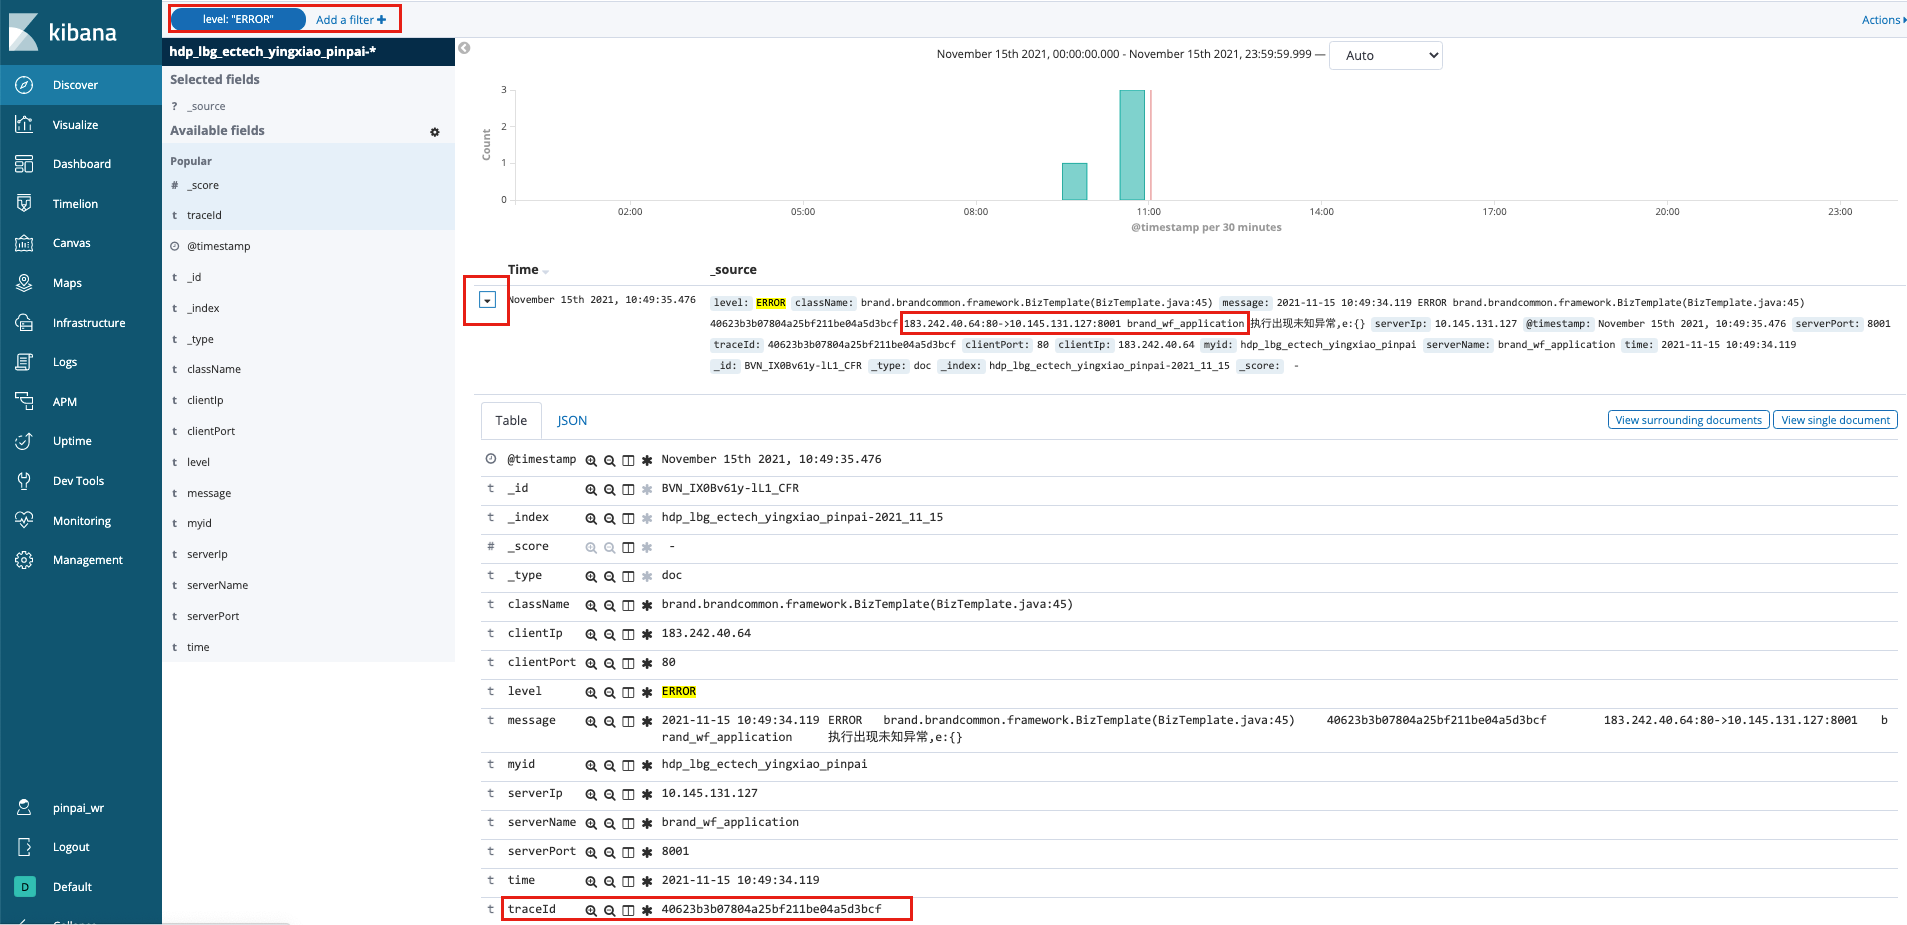 kibana
Discover
Visualize
Dashboard
Timelion
Canvas
Maps
Infrastructure
Logs
APM
Uptime
Dev Tools
Monitoring
Management
pinpai_wr
Logout
D Default
level: "ERROR" Add a filter +
Actions
hdp_lbg_ectech_yingxiao_pinpai-*
Selected fields
? _source
Available fields
Popular
# _score
t traceId
@timestamp
t _id
t _index
t _type
t className
t clientIp
t clientPort
t level
t message
t myid
t serverIp
t serverName
t serverPort
t time
November 15th 2021, 00:00:00.000 - November 15th 2021, 23:59:59.999 — Auto
Count
3
2
1
0
02:00 05:00 08:00 11:00 14:00 17:00 20:00 23:00
@timestamp per 30 minutes
Time _source
November 15th 2021, 10:49:35.476 level: ERROR className: brand.brandcommon.framework.BizTemplate(BizTemplate.java:45) message: 2021-11-15 10:49:34.119 ERROR brand.brandcommon.framework.BizTemplate(BizTemplate.java:45)
40623b3b07804a25bf211be04a5d3bcf 183.242.40.64:80->10.145.131.127:8001 brand_wf_application 执行出现未知异常,e:{} serverIp: 10.145.131.127 @timestamp: November 15th 2021, 10:49:35.476 serverPort: 8001
traceId: 40623b3b07804a25bf211be04a5d3bcf clientPort: 80 clientIp: 183.242.40.64 myid: hdp_lbg_ectech_yingxiao_pinpai serverName: brand_wf_application time: 2021-11-15 10:49:34.119
_id: BVN_IX0Bv61y-lL1_CFR _type: doc _index: hdp_lbg_ectech_yingxiao_pinpai-2021_11_15 _score: -
Table JSON View surrounding documents View single document
@timestamp November 15th 2021, 10:49:35.476
t _id BVN_IX0Bv61y-lL1_CFR
t _index hdp_lbg_ectech_yingxiao_pinpai-2021_11_15
# _score -
t _type doc
t className brand.brandcommon.framework.BizTemplate(BizTemplate.java:45)
t clientIp 183.242.40.64
t clientPort 80
t level ERROR
t message 2021-11-15 10:49:34.119 ERROR brand.brandcommon.framework.BizTemplate(BizTemplate.java:45) 40623b3b07804a25bf211be04a5d3bcf 183.242.40.64:80->10.145.131.127:8001 b
rand_wf_application 执行出现未知异常,e:{}
t myid hdp_lbg_ectech_yingxiao_pinpai
t serverIp 10.145.131.127
t serverName brand_wf_application
t serverPort 8001
t time 2021-11-15 10:49:34.119
t traceId 40623b3b07804a25bf211be04a5d3bcf